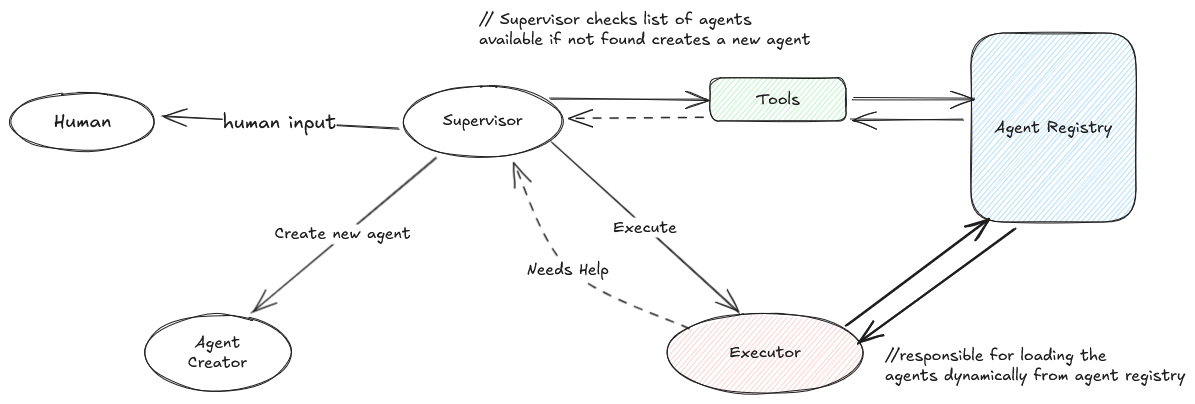 // Supervisor checks list of agents
available if not found creates a new agent
Human
human input
Supervisor
Tools
Agent Registry
Create new agent
Execute
Needs Help
Agent
Creator
Executor
//responsible for loading the
agents dynamically from agent registry